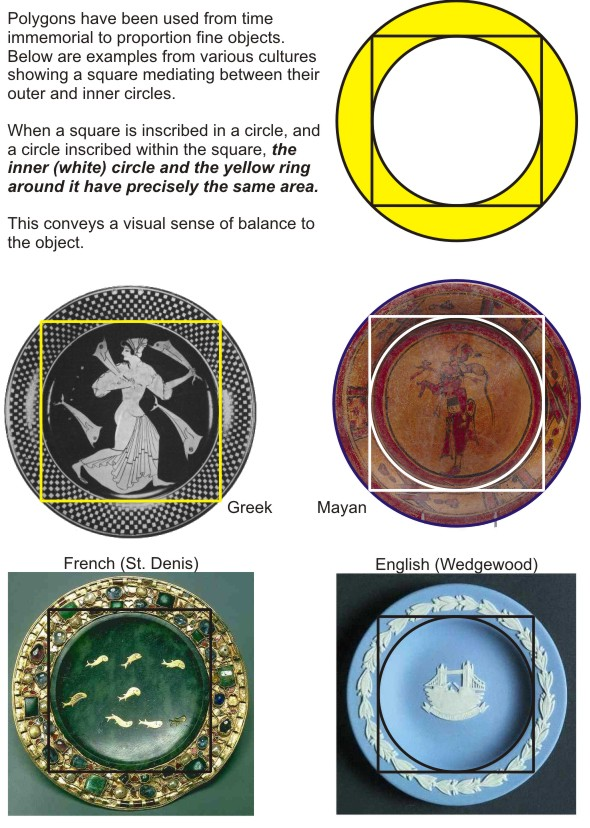 Polygons have been used from time
immemorial to proportion fine objects.
Below are examples from various cultures
showing a square mediating between their
outer and inner circles.
When a square is inscribed in a circle, and
a circle inscribed within the square, the
inner (white) circle and the yellow ring
around it have precisely the same area.
This conveys a visual sense of balance to
the object.
Greek
Mayan
French (St. Denis)
English (Wedgewood)